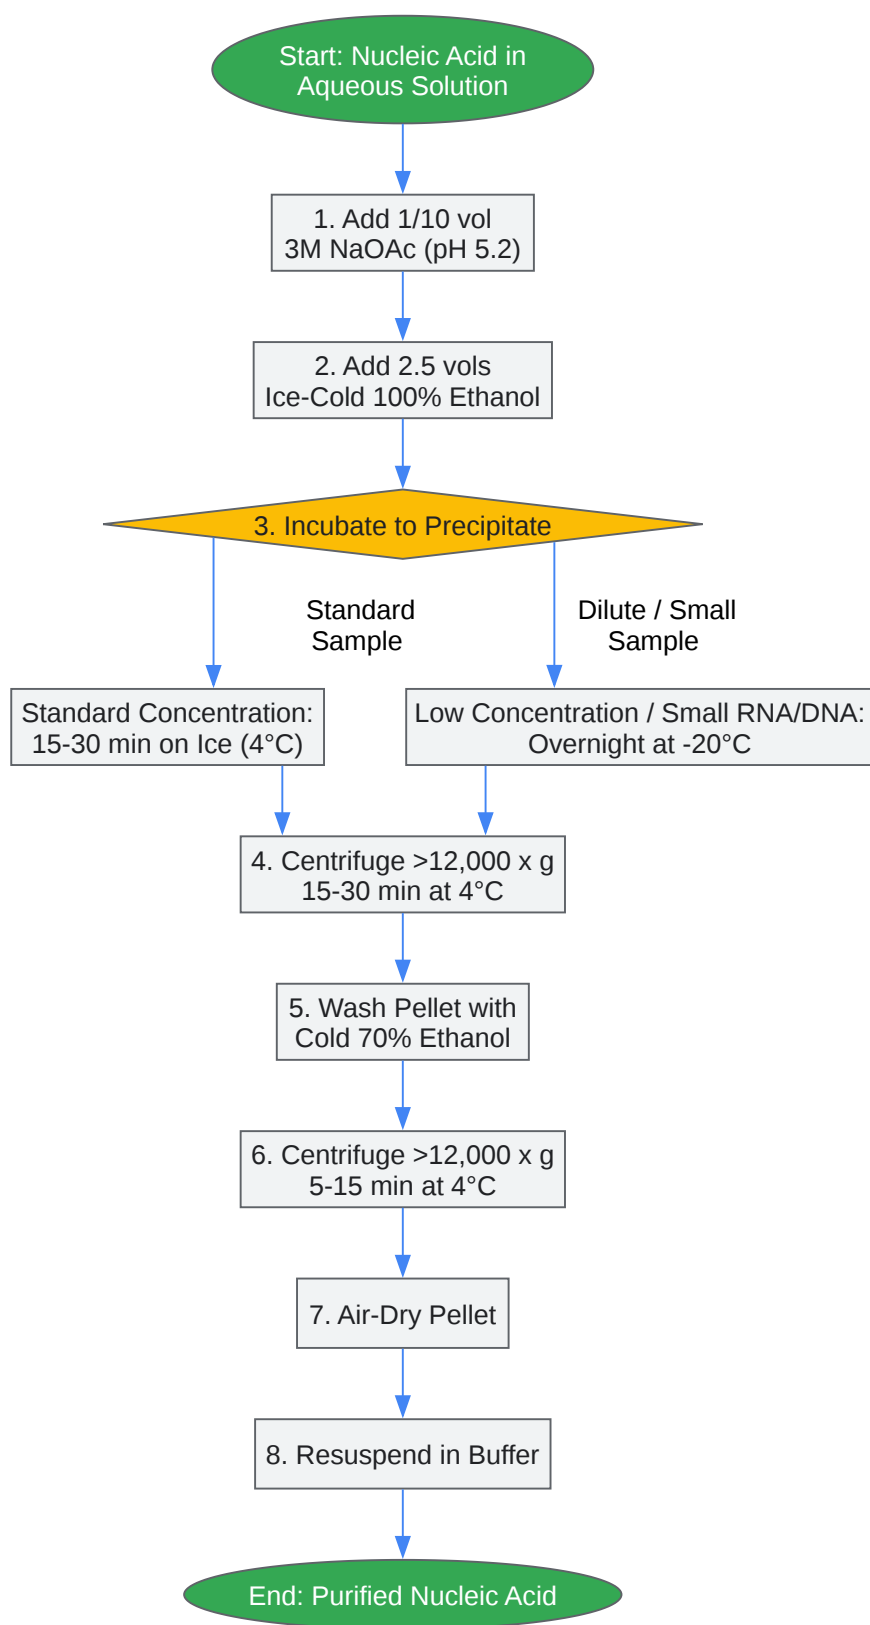 Start: Nucleic Acid in
Aqueous Solution
1. Add 1/10 vol
3M NaOAc (pH 5.2)
2. Add 2.5 vols
Ice-Cold 100% Ethanol
3. Incubate to Precipitate
Standard
Sample
Dilute / Small
Sample
Standard Concentration:
15-30 min on Ice (4°C)
Low Concentration / Small RNA/DNA:
Overnight at -20°C
4. Centrifuge >12,000 x g
15-30 min at 4°C
5. Wash Pellet with
Cold 70% Ethanol
6. Centrifuge >12,000 x g
5-15 min at 4°C
7. Air-Dry Pellet
8. Resuspend in Buffer
End: Purified Nucleic Acid